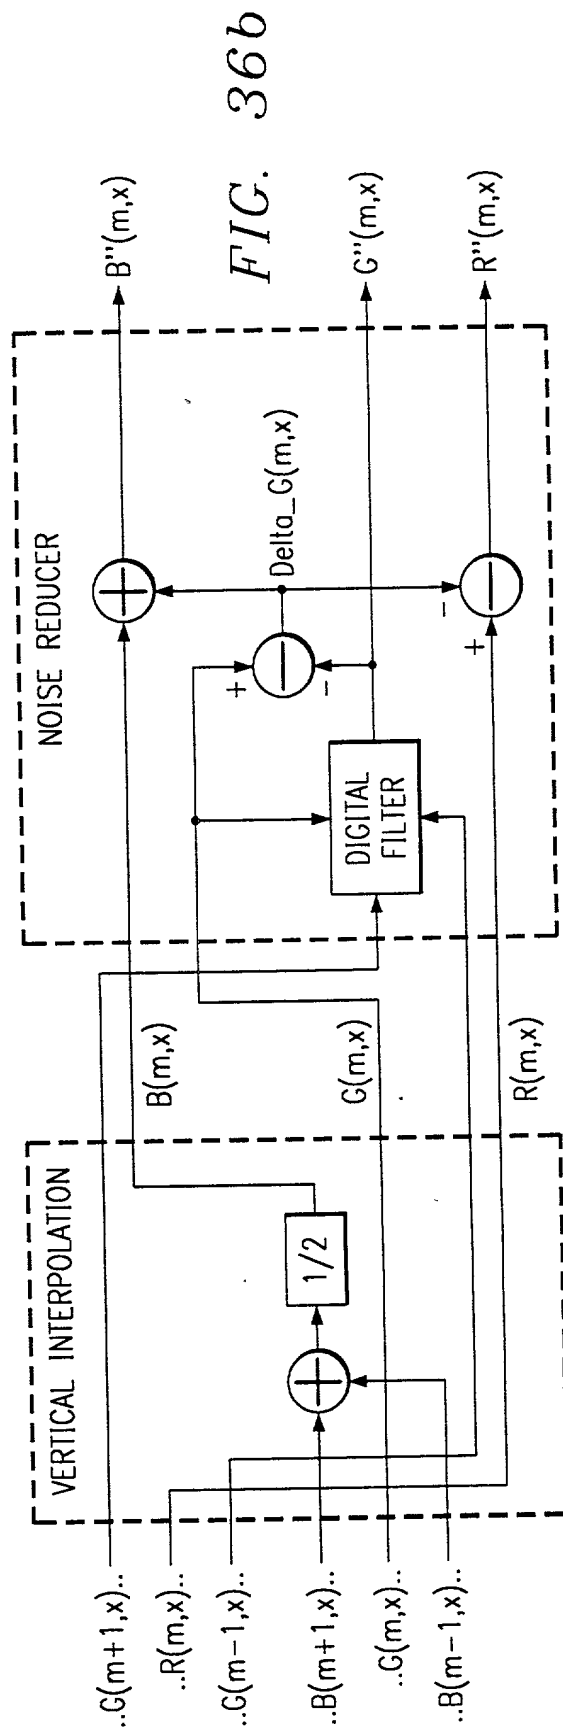 VERTICAL INTERPOLATION
NOISE REDUCER
..G(m+1,x)..
..R(m,x)..
..G(m−1,x)..
..B(m+1,x)..
..G(m,x)..
..B(m−1,x)..
1/2
B(m,x)
G(m,x)
R(m,x)
DIGITAL
FILTER
+
−
Delta_G(m,x)
−
+
B''(m,x)
G''(m,x)
R''(m,x)
FIG. 36b